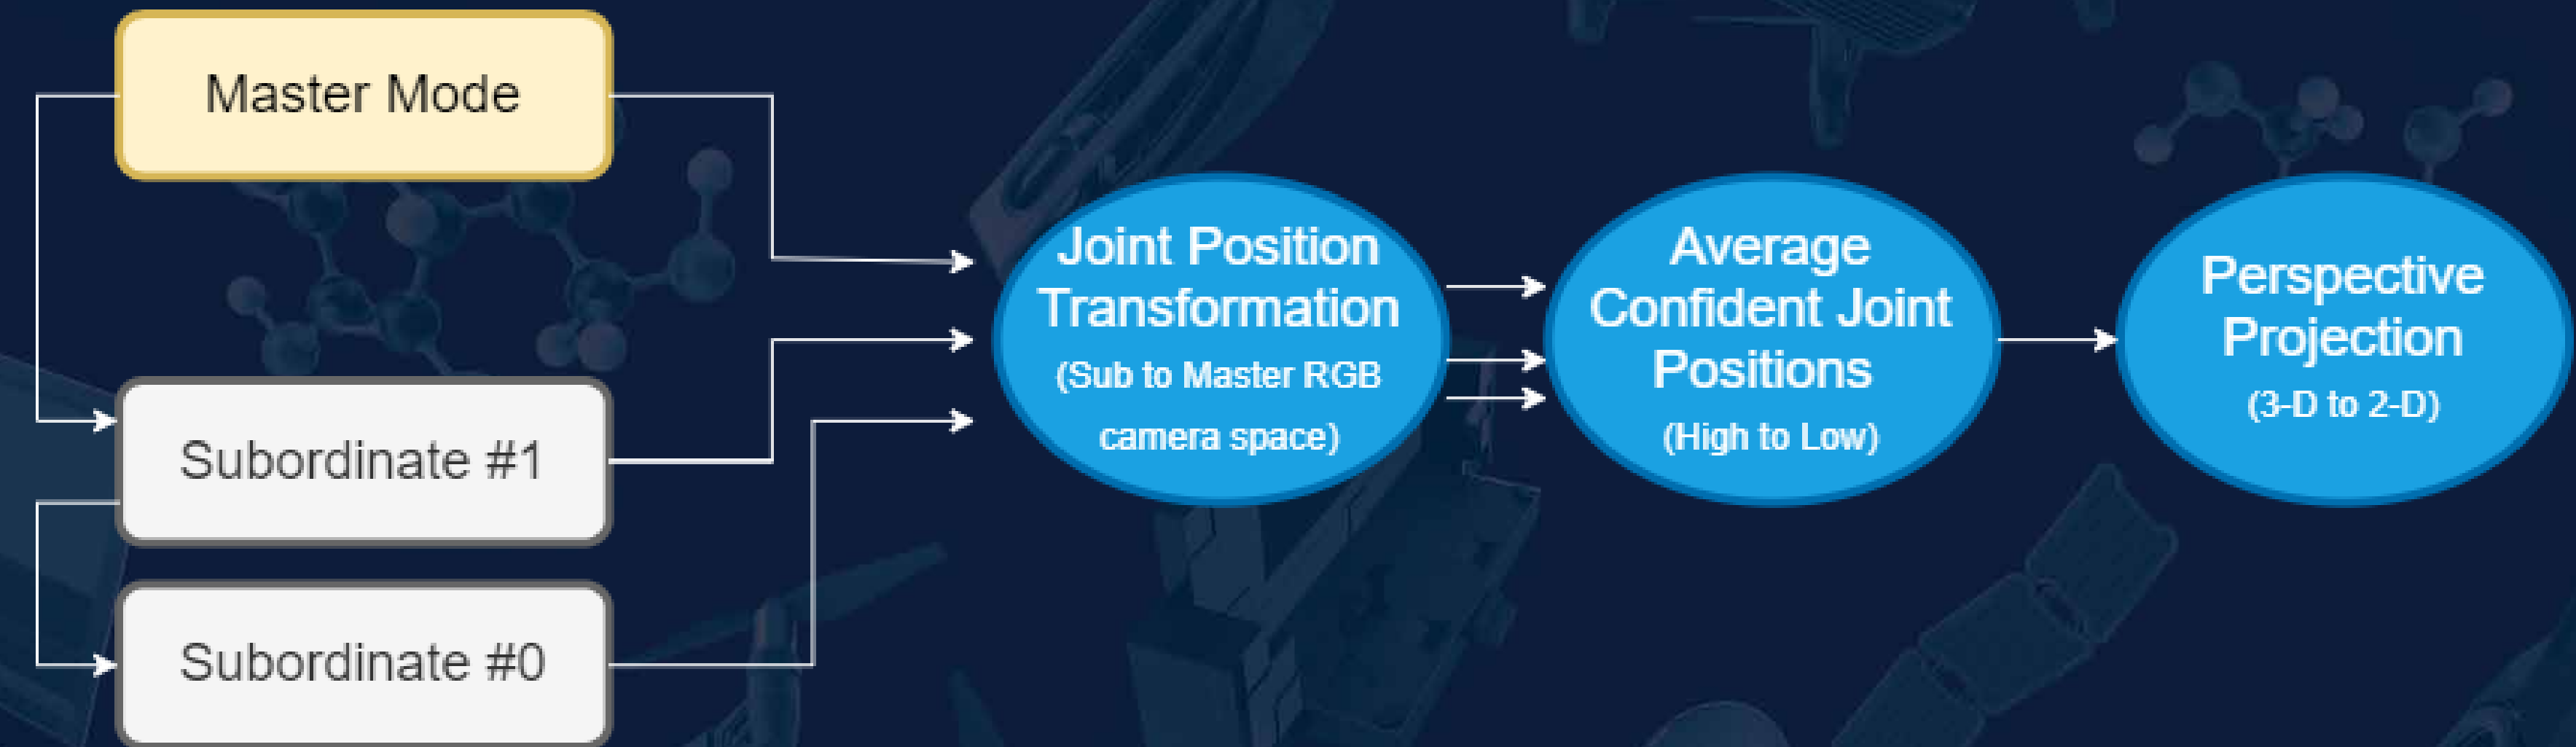 Master Mode
Subordinate #1
Subordinate #0
Joint Position
Transformation
(Sub to Master RGB
camera space)
Average
Confident Joint
Positions
(High to Low)
Perspective
Projection
(3-D to 2-D)